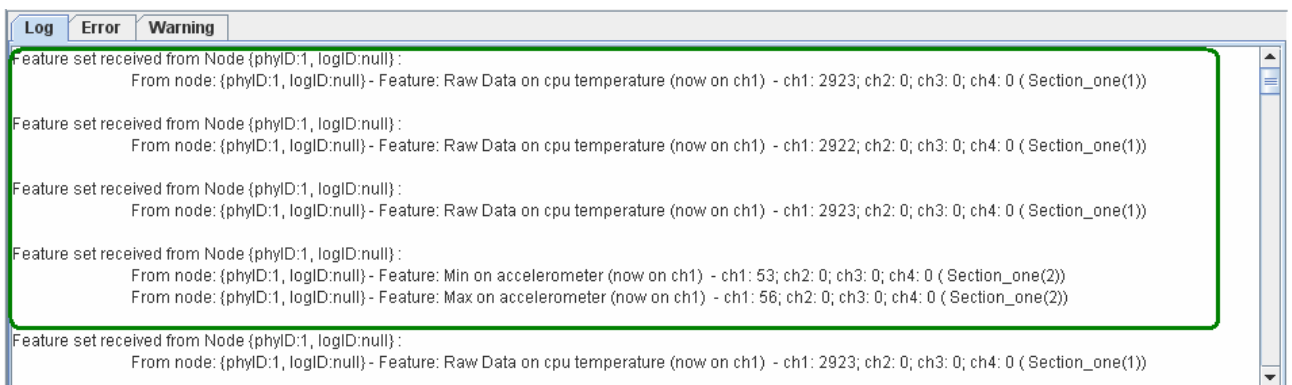 Log Error Warning
Feature set received from Node {phyID:1, logID:null} :
From node: {phyID:1, logID:null} - Feature: Raw Data on cpu temperature (now on ch1) - ch1: 2923; ch2: 0; ch3: 0; ch4: 0 ( Section_one(1))
Feature set received from Node {phyID:1, logID:null} :
From node: {phyID:1, logID:null} - Feature: Raw Data on cpu temperature (now on ch1) - ch1: 2922; ch2: 0; ch3: 0; ch4: 0 ( Section_one(1))
Feature set received from Node {phyID:1, logID:null} :
From node: {phyID:1, logID:null} - Feature: Raw Data on cpu temperature (now on ch1) - ch1: 2923; ch2: 0; ch3: 0; ch4: 0 ( Section_one(1))
Feature set received from Node {phyID:1, logID:null} :
From node: {phyID:1, logID:null} - Feature: Min on accelerometer (now on ch1) - ch1: 53; ch2: 0; ch3: 0; ch4: 0 ( Section_one(2))
From node: {phyID:1, logID:null} - Feature: Max on accelerometer (now on ch1) - ch1: 56; ch2: 0; ch3: 0; ch4: 0 ( Section_one(2))
Feature set received from Node {phyID:1, logID:null} :
From node: {phyID:1, logID:null} - Feature: Raw Data on cpu temperature (now on ch1) - ch1: 2923; ch2: 0; ch3: 0; ch4: 0 ( Section_one(1))